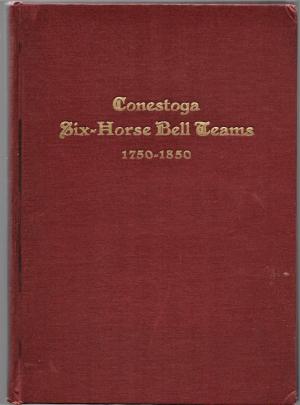 Conestoga
Six-Horse Bell Teams
1750-1850